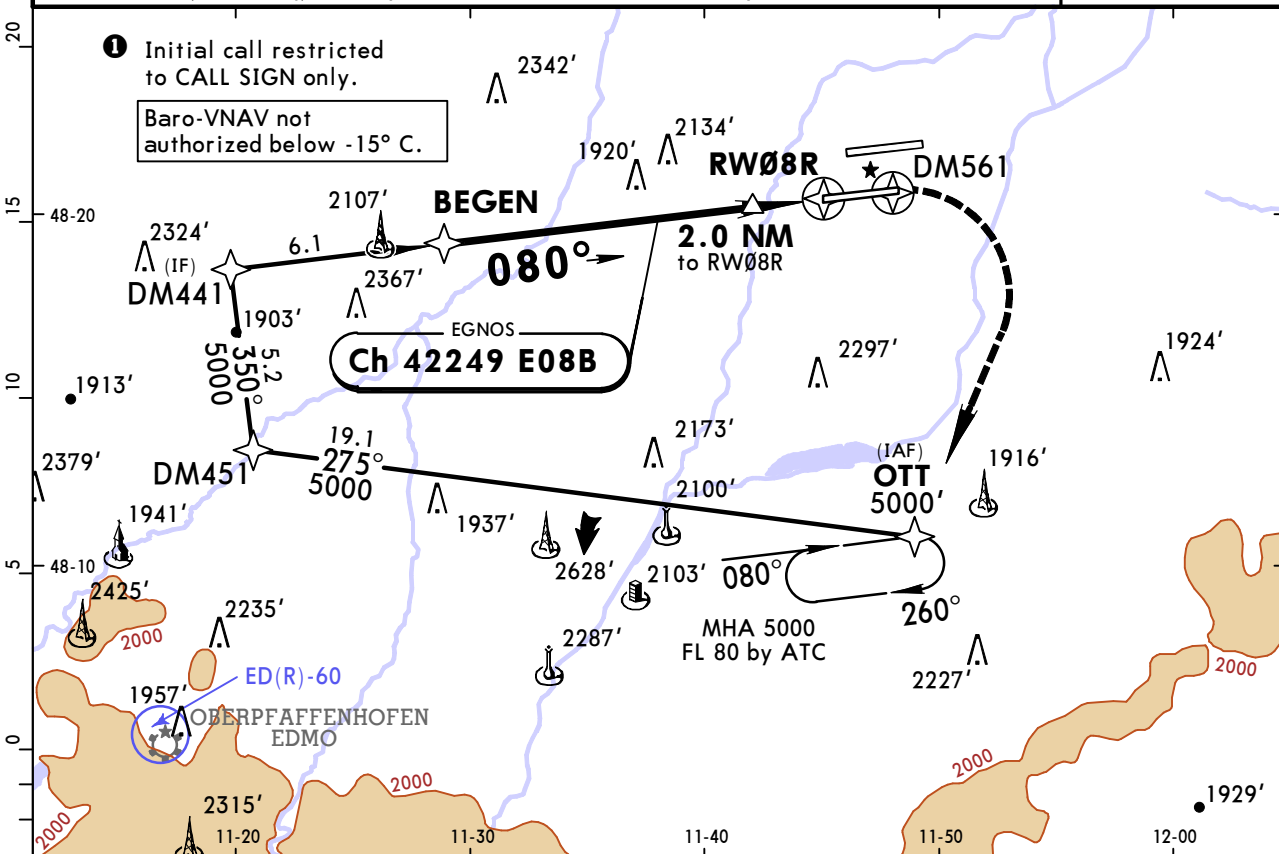 20
❶ Initial call restricted
to CALL SIGN only.
Baro-VNAV not
authorized below -15° C.
2342'
2134'
1920'
RWØ8R
DM561
2107'
BEGEN
15
48-20
2324'
(IF)
DM441
6.1
080°
2.0 NM
to RWØ8R
2367'
1903'
EGNOS
Ch 42249 E08B
5.2
350°
5000
2297'
1924'
10
1913'
2379'
DM451
19.1
275°
5000
2173'
(IAF)
OTT
5000'
1916'
1941'
1937'
2100'
5
48-10
2628'
2103'
080°
260°
2425'
2000
2235'
2287'
MHA 5000
FL 80 by ATC
2227'
2000
ED(R)-60
1957'
OBERPFAFFENHOFEN
EDMO
0
2000
2000
2000
2315'
1929'
11-20
11-30
11-40
11-50
12-00